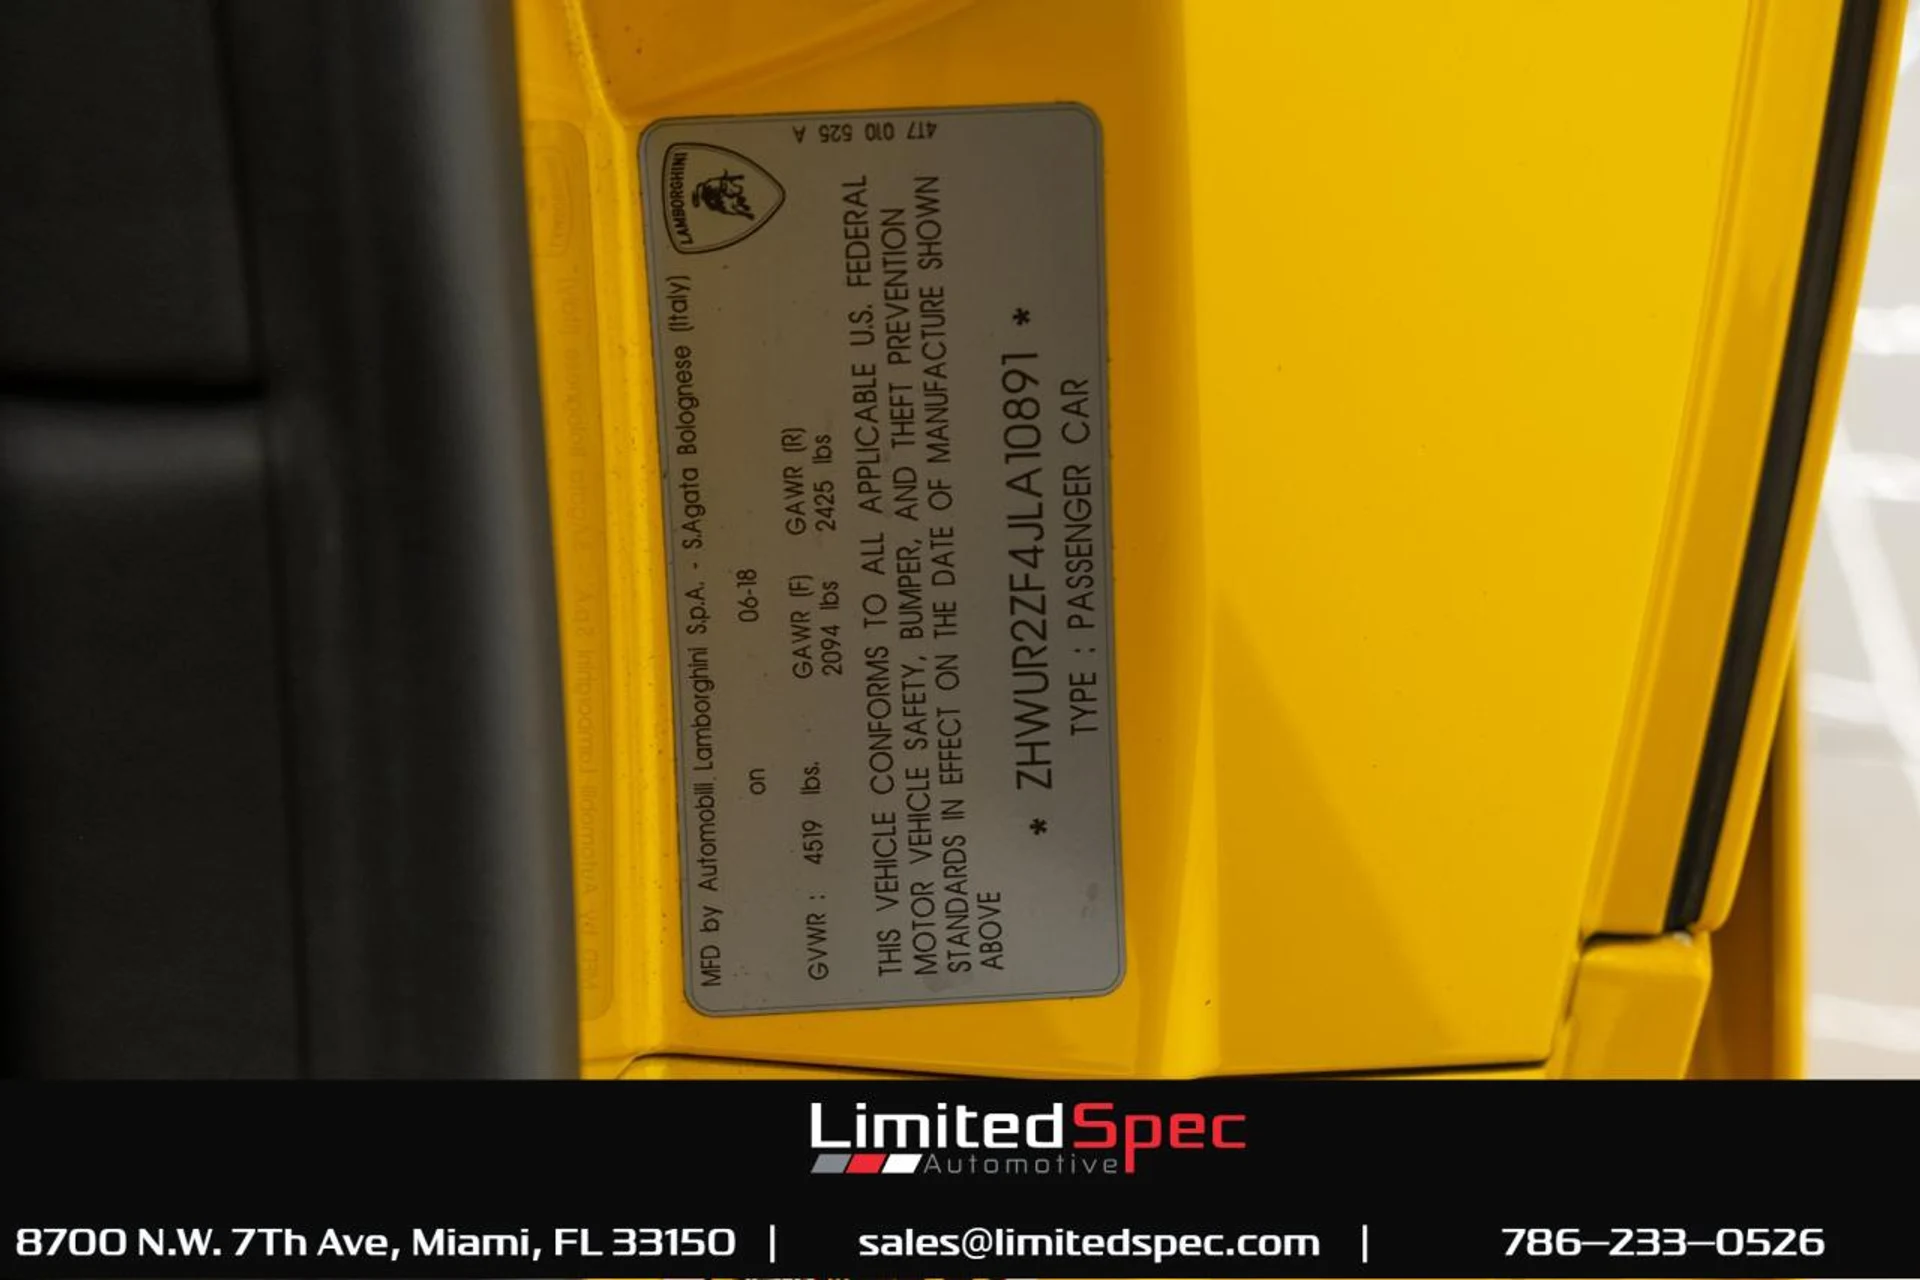 LAMBORGHINI
4T7 010 525 A
MFD by Automobili Lamborghini S.p.A. - S.Agata Bolognese (Italy)
on 06-18
GVWR : 4519 lbs. GAWR (F) GAWR (R)
2094 lbs 2425 lbs
THIS VEHICLE CONFORMS TO ALL APPLICABLE U.S. FEDERAL
MOTOR VEHICLE SAFETY, BUMPER, AND THEFT PREVENTION
STANDARDS IN EFFECT ON THE DATE OF MANUFACTURE SHOWN
ABOVE
* ZHWUR2ZF4JLA10891 *
TYPE : PASSENGER CAR
LimitedSpec
Automotive
8700 N.W. 7Th Ave, Miami, FL 33150 | sales@limitedspec.com | 786-233-0526